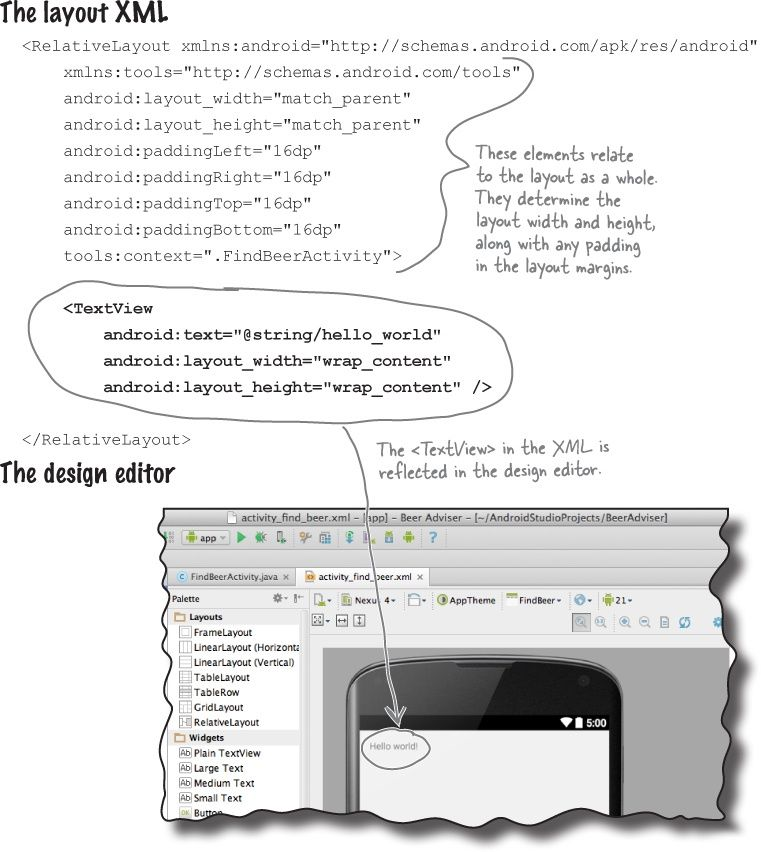 The layout XML
<RelativeLayout xmlns:android="http://schemas.android.com/apk/res/android"
xmlns:tools="http://schemas.android.com/tools"
android:layout_width="match_parent"
android:layout_height="match_parent"
android:paddingLeft="16dp"
android:paddingRight="16dp"
android:paddingTop="16dp"
android:paddingBottom="16dp"
tools:context=".FindBeerActivity">
These elements relate
to the layout as a whole.
They determine the
layout width and height,
along with any padding
in the layout margins.
<TextView
android:text="@string/hello_world"
android:layout_width="wrap_content"
android:layout_height="wrap_content" />
</RelativeLayout>
The <TextView> in the XML is
reflected in the design editor.
The design editor
activity_find_beer.xml – [app] – Beer Adviser – [~/AndroidStudioProjects/BeerAdviser]
app
?
FindBeerActivity.java
activity_find_beer.xml
Palette
Nexus 4
AppTheme
FindBeer
21
Layouts
FrameLayout
LinearLayout (Horizonta
LinearLayout (Vertical)
TableLayout
TableRow
GridLayout
RelativeLayout
5:00
Hello world!
Widgets
Ab Plain TextView
Ab Large Text
Ab Medium Text
Ab Small Text
OK Button